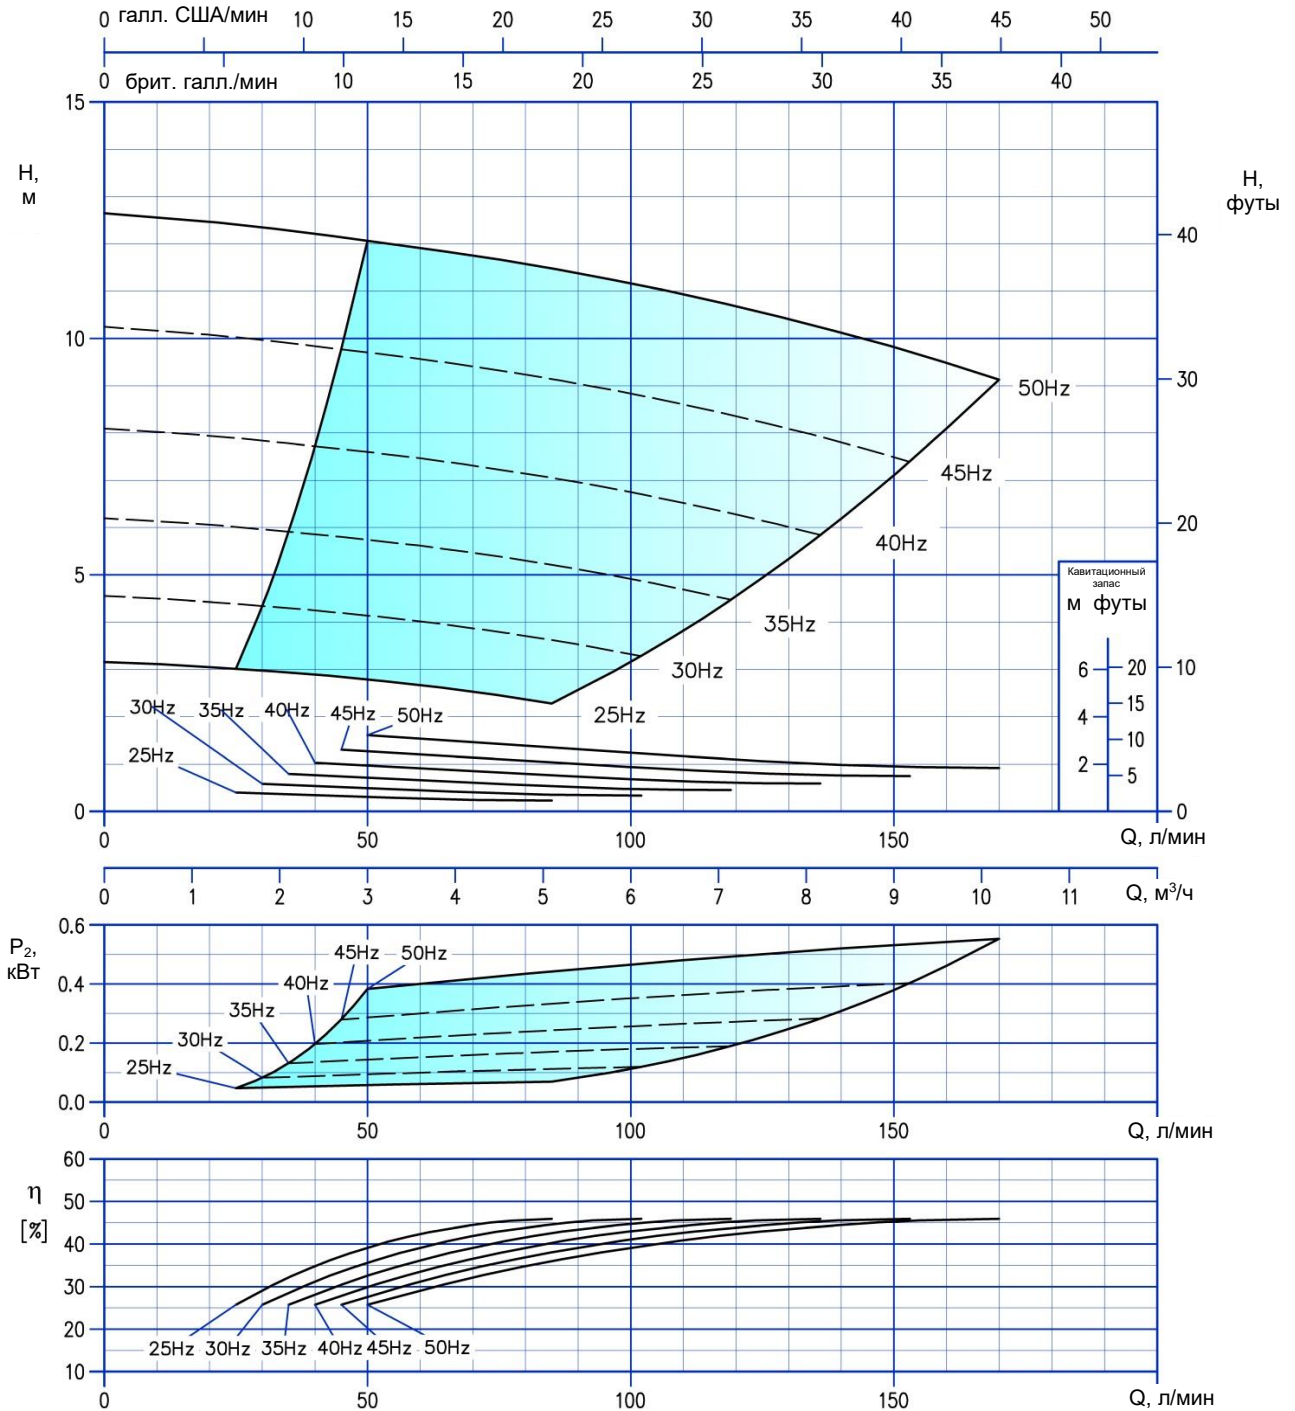 0 галл. США/мин 10 15 20 25 30 35 40 45 50
0 брит. галл./мин 10 15 20 25 30 35 40
15
H,
м
H,
футы
40
10
30
50Hz
45Hz
20
40Hz
5
Кавитационный
запас
м футы
35Hz
6 20 10
30Hz
30Hz 35Hz 40Hz 45Hz 50Hz 25Hz
15
4
10
25Hz
2
5
0 0
0 50 100 150 Q, л/мин
0 1 2 3 4 5 6 7 8 9 10 11 Q, м³/ч
0.6
P₂,
кВт
45Hz 50Hz
0.4 40Hz
35Hz
0.2 30Hz
25Hz
0.0
0 50 100 150 Q, л/мин
60
η
50
[%]
40
30
20
25Hz 30Hz 35Hz 40Hz 45Hz 50Hz
10
0 50 100 150 Q, л/мин